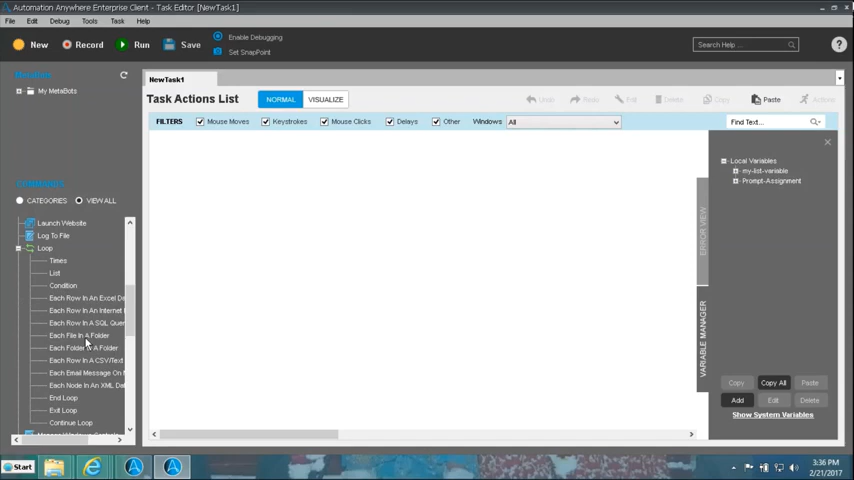 Automation Anywhere Enterprise Client - Task Editor [NewTask1]
File Edit Debug Tools Task Help
New Record Run Save
Enable Debugging
Set SnapPoint
Search Help ...
MetaBots
My MetaBots
NewTask1
Task Actions List NORMAL VISUALIZE
Undo Redo Edit Delete Copy Paste Actions
FILTERS Mouse Moves Keystrokes Mouse Clicks Delays Other Windows All
Find Text...
COMMANDS
CATEGORIES VIEW ALL
Launch Website
Log To File
Loop
Times
List
Condition
Each Row In An Excel Da
Each Row In An Internet
Each Row In A SQL Quer
Each File In A Folder
Each Folder In A Folder
Each Row In A CSV/Text
Each Email Message On
Each Node In An XML Dat
End Loop
Exit Loop
Continue Loop
Local Variables
my-list-variable
Prompt-Assignment
ERROR VIEW
VARIABLE MANAGER
Copy Copy All Paste
Add Edit Delete
Show System Variables
Start
3:36 PM
2/21/2017